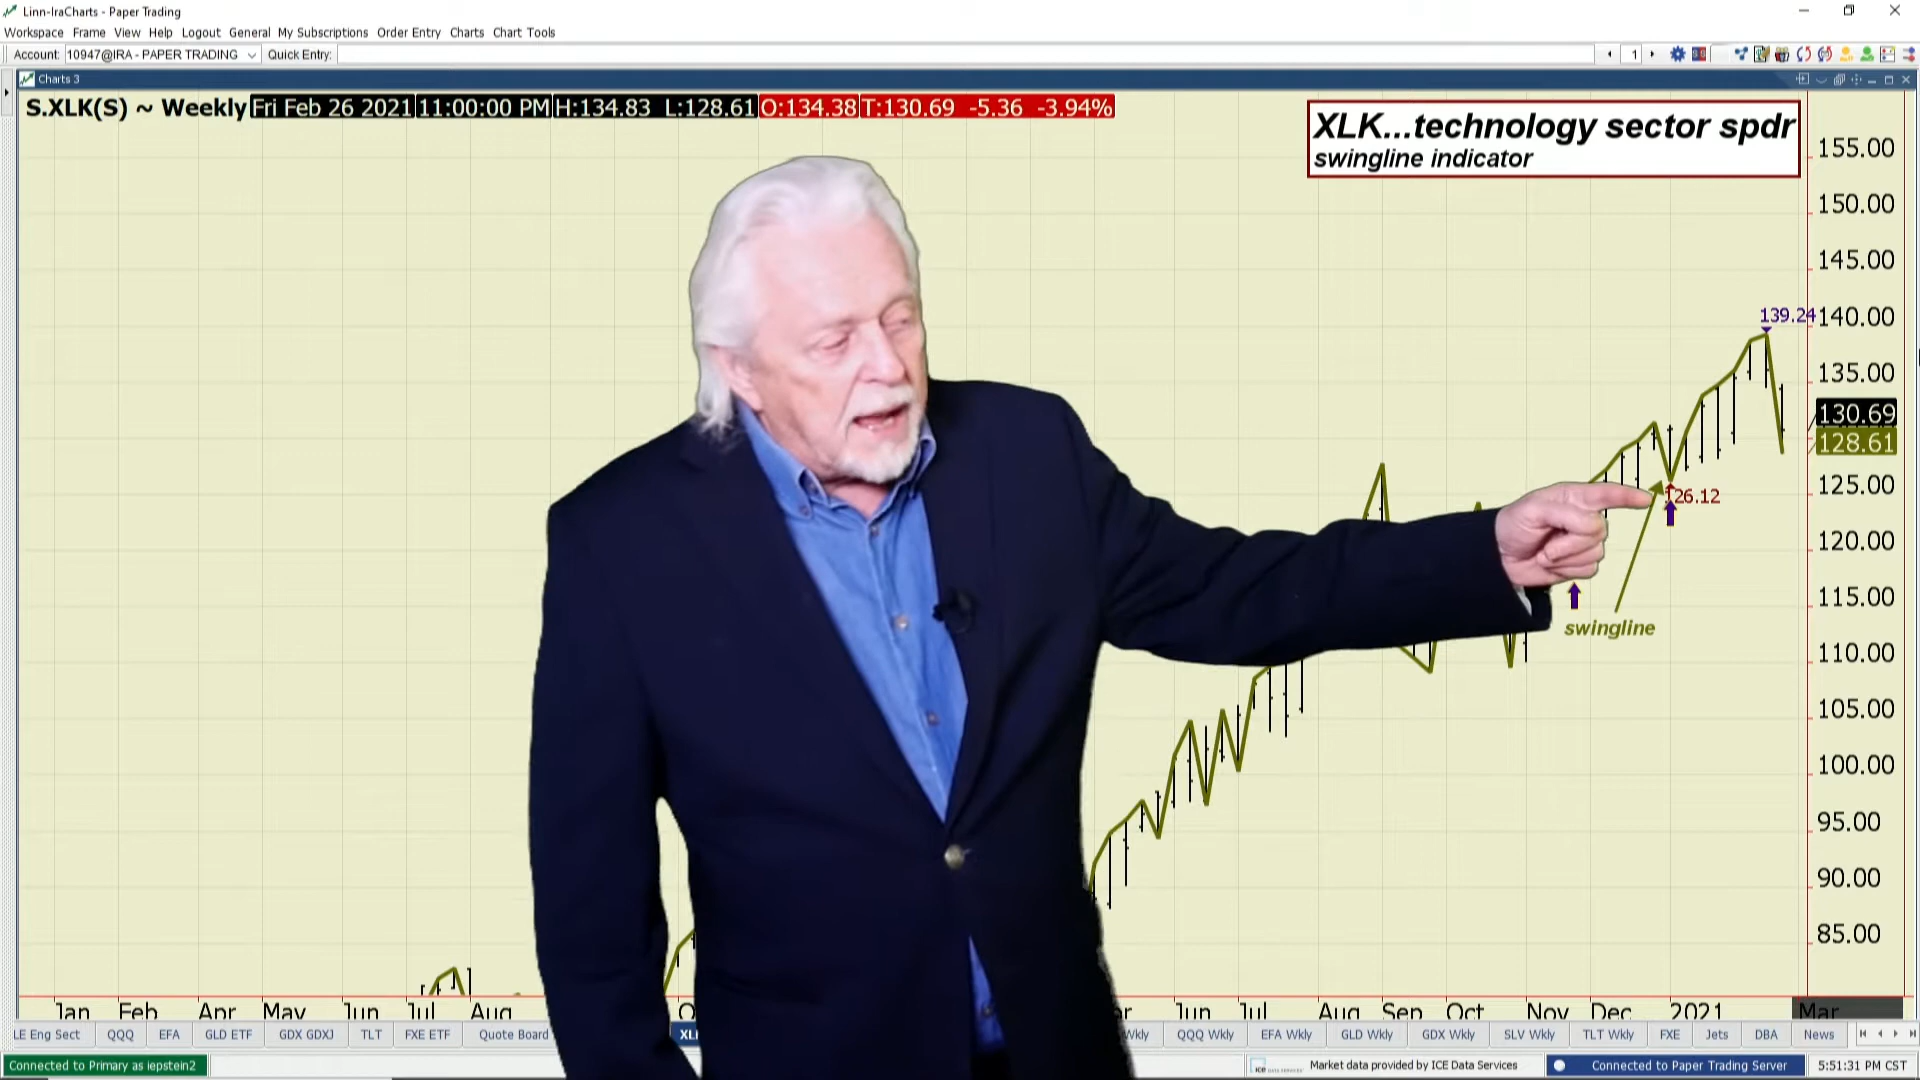 Linn-IraCharts - Paper Trading
Workspace Frame View Help Logout General My Subscriptions Order Entry Charts Chart Tools
Account: 10947@IRA - PAPER TRADING Quick Entry: 1
Charts 3
S.XLK(S) ~ Weekly Fri Feb 26 2021 11:00:00 PM H:134.83 L:128.61 O:134.38 T:130.69 -5.36 -3.94%
XLK...technology sector spdr
swingline indicator
155.00
150.00
145.00
139.24 140.00
135.00
130.69
128.61
126.12 125.00
120.00
115.00
swingline
110.00
105.00
100.00
95.00
90.00
85.00
Jan Feb Apr May Jun Jul Aug Jun Jul Aug Sep Oct Nov Dec 2021 Mar
LE Eng Sect QQQ EFA GLD ETF GDX GDXJ TLT FXE ETF Quote Board XL Wkly QQQ Wkly EFA Wkly GLD Wkly GDX Wkly SLV Wkly TLT Wkly FXE Jets DBA News
Connected to Primary as iepstein2 ice Market data provided by ICE Data Services Connected to Paper Trading Server 5:51:31 PM CST